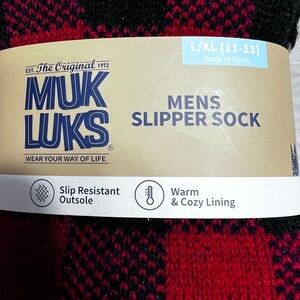 L/XL (11-13)
made in China
EST. The Original 1972
MUK
LUKS®
WEAR YOUR WAY OF LIFE
MENS
SLIPPER SOCK
Slip Resistant
Outsole
Warm
& Cozy Lining